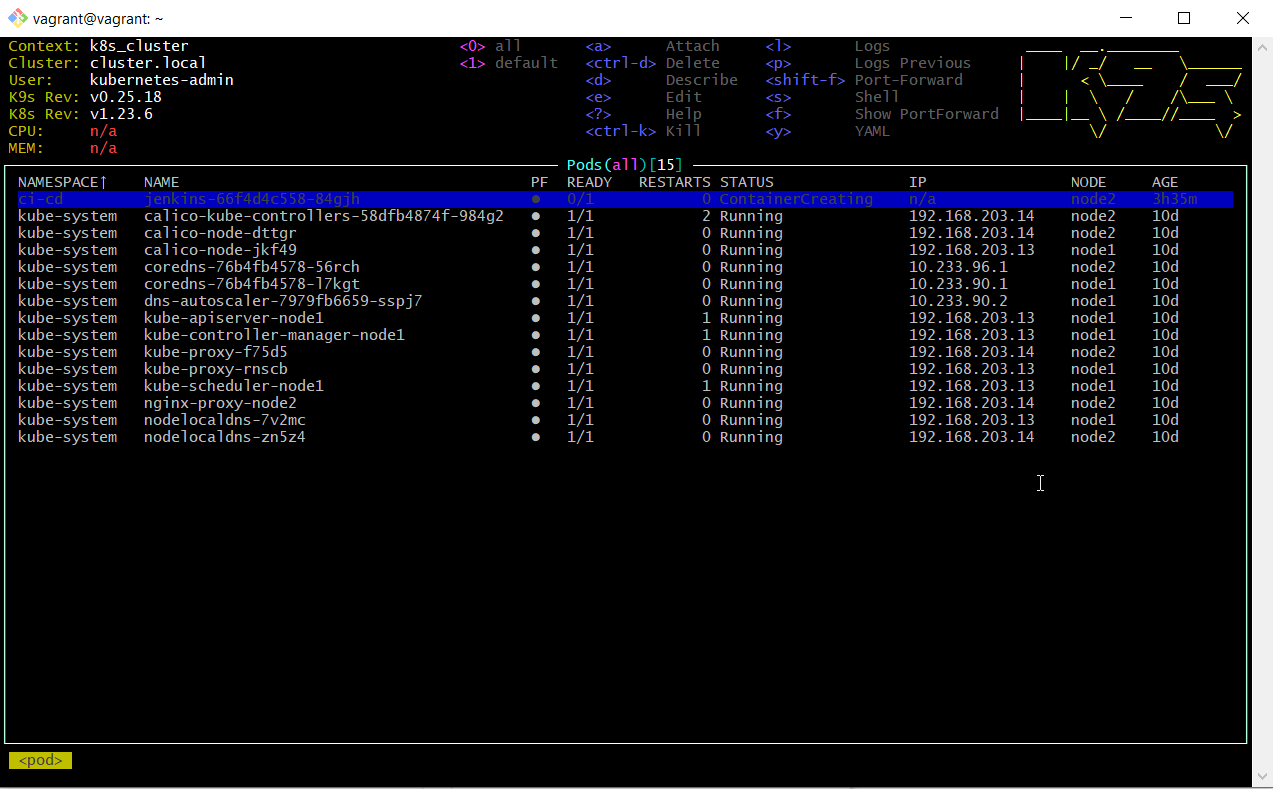 vagrant@vagrant: ~
Context: k8s_cluster <0> all <a> Attach <l> Logs
Cluster: cluster.local <1> default <ctrl-d> Delete <p> Logs Previous
User: kubernetes-admin <d> Describe <shift-f> Port-Forward
K9s Rev: v0.25.18 <e> Edit <s> Shell
K8s Rev: v1.23.6 <?> Help <f> Show PortForward
CPU: n/a <ctrl-k> Kill <y> YAML
MEM: n/a
K9s
Pods(all)[15]
NAMESPACE↑ NAME PF READY RESTARTS STATUS IP NODE AGE
ci-cd jenkins-66f4d4c558-84gjh ● 0/1 0 ContainerCreating n/a node2 3h35m
kube-system calico-kube-controllers-58dfb4874f-984g2 ● 1/1 2 Running 192.168.203.14 node2 10d
kube-system calico-node-dttgr ● 1/1 0 Running 192.168.203.14 node2 10d
kube-system calico-node-jkf49 ● 1/1 0 Running 192.168.203.13 node1 10d
kube-system coredns-76b4fb4578-56rch ● 1/1 0 Running 10.233.96.1 node2 10d
kube-system coredns-76b4fb4578-l7kgt ● 1/1 0 Running 10.233.90.1 node1 10d
kube-system dns-autoscaler-7979fb6659-sspj7 ● 1/1 0 Running 10.233.90.2 node1 10d
kube-system kube-apiserver-node1 ● 1/1 1 Running 192.168.203.13 node1 10d
kube-system kube-controller-manager-node1 ● 1/1 1 Running 192.168.203.13 node1 10d
kube-system kube-proxy-f75d5 ● 1/1 0 Running 192.168.203.14 node2 10d
kube-system kube-proxy-rnscb ● 1/1 0 Running 192.168.203.13 node1 10d
kube-system kube-scheduler-node1 ● 1/1 1 Running 192.168.203.13 node1 10d
kube-system nginx-proxy-node2 ● 1/1 0 Running 192.168.203.14 node2 10d
kube-system nodelocaldns-7v2mc ● 1/1 0 Running 192.168.203.13 node1 10d
kube-system nodelocaldns-zn5z4 ● 1/1 0 Running 192.168.203.14 node2 10d
<pod>